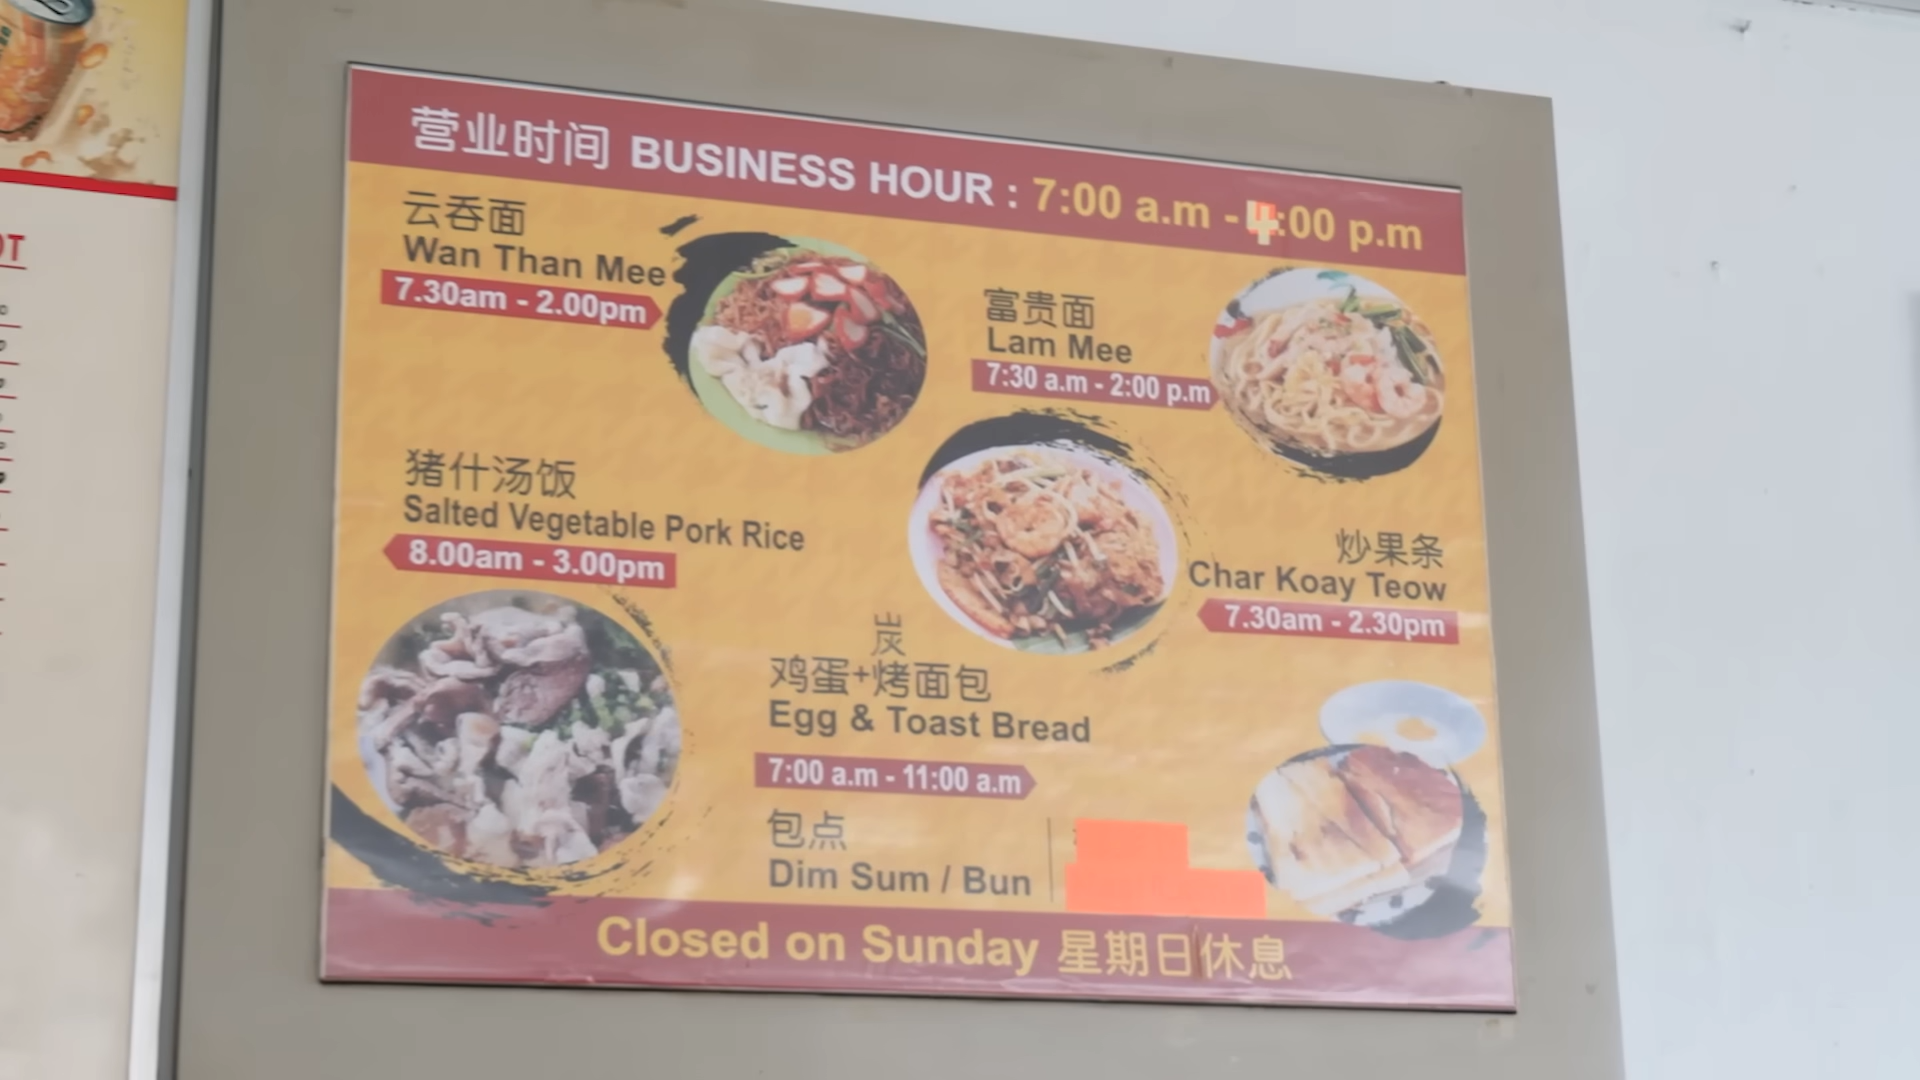 营业时间 BUSINESS HOUR : 7:00 a.m - 4:00 p.m
云吞面
Wan Than Mee
7.30am - 2.00pm
富贵面
Lam Mee
7:30 a.m - 2:00 p.m
猪什汤饭
Salted Vegetable Pork Rice
8.00am - 3.00pm
炒果条
Char Koay Teow
7.30am - 2.30pm
炭
鸡蛋+烤面包
Egg & Toast Bread
7:00 a.m - 11:00 a.m
包点
Dim Sum / Bun
Closed on Sunday 星期日休息